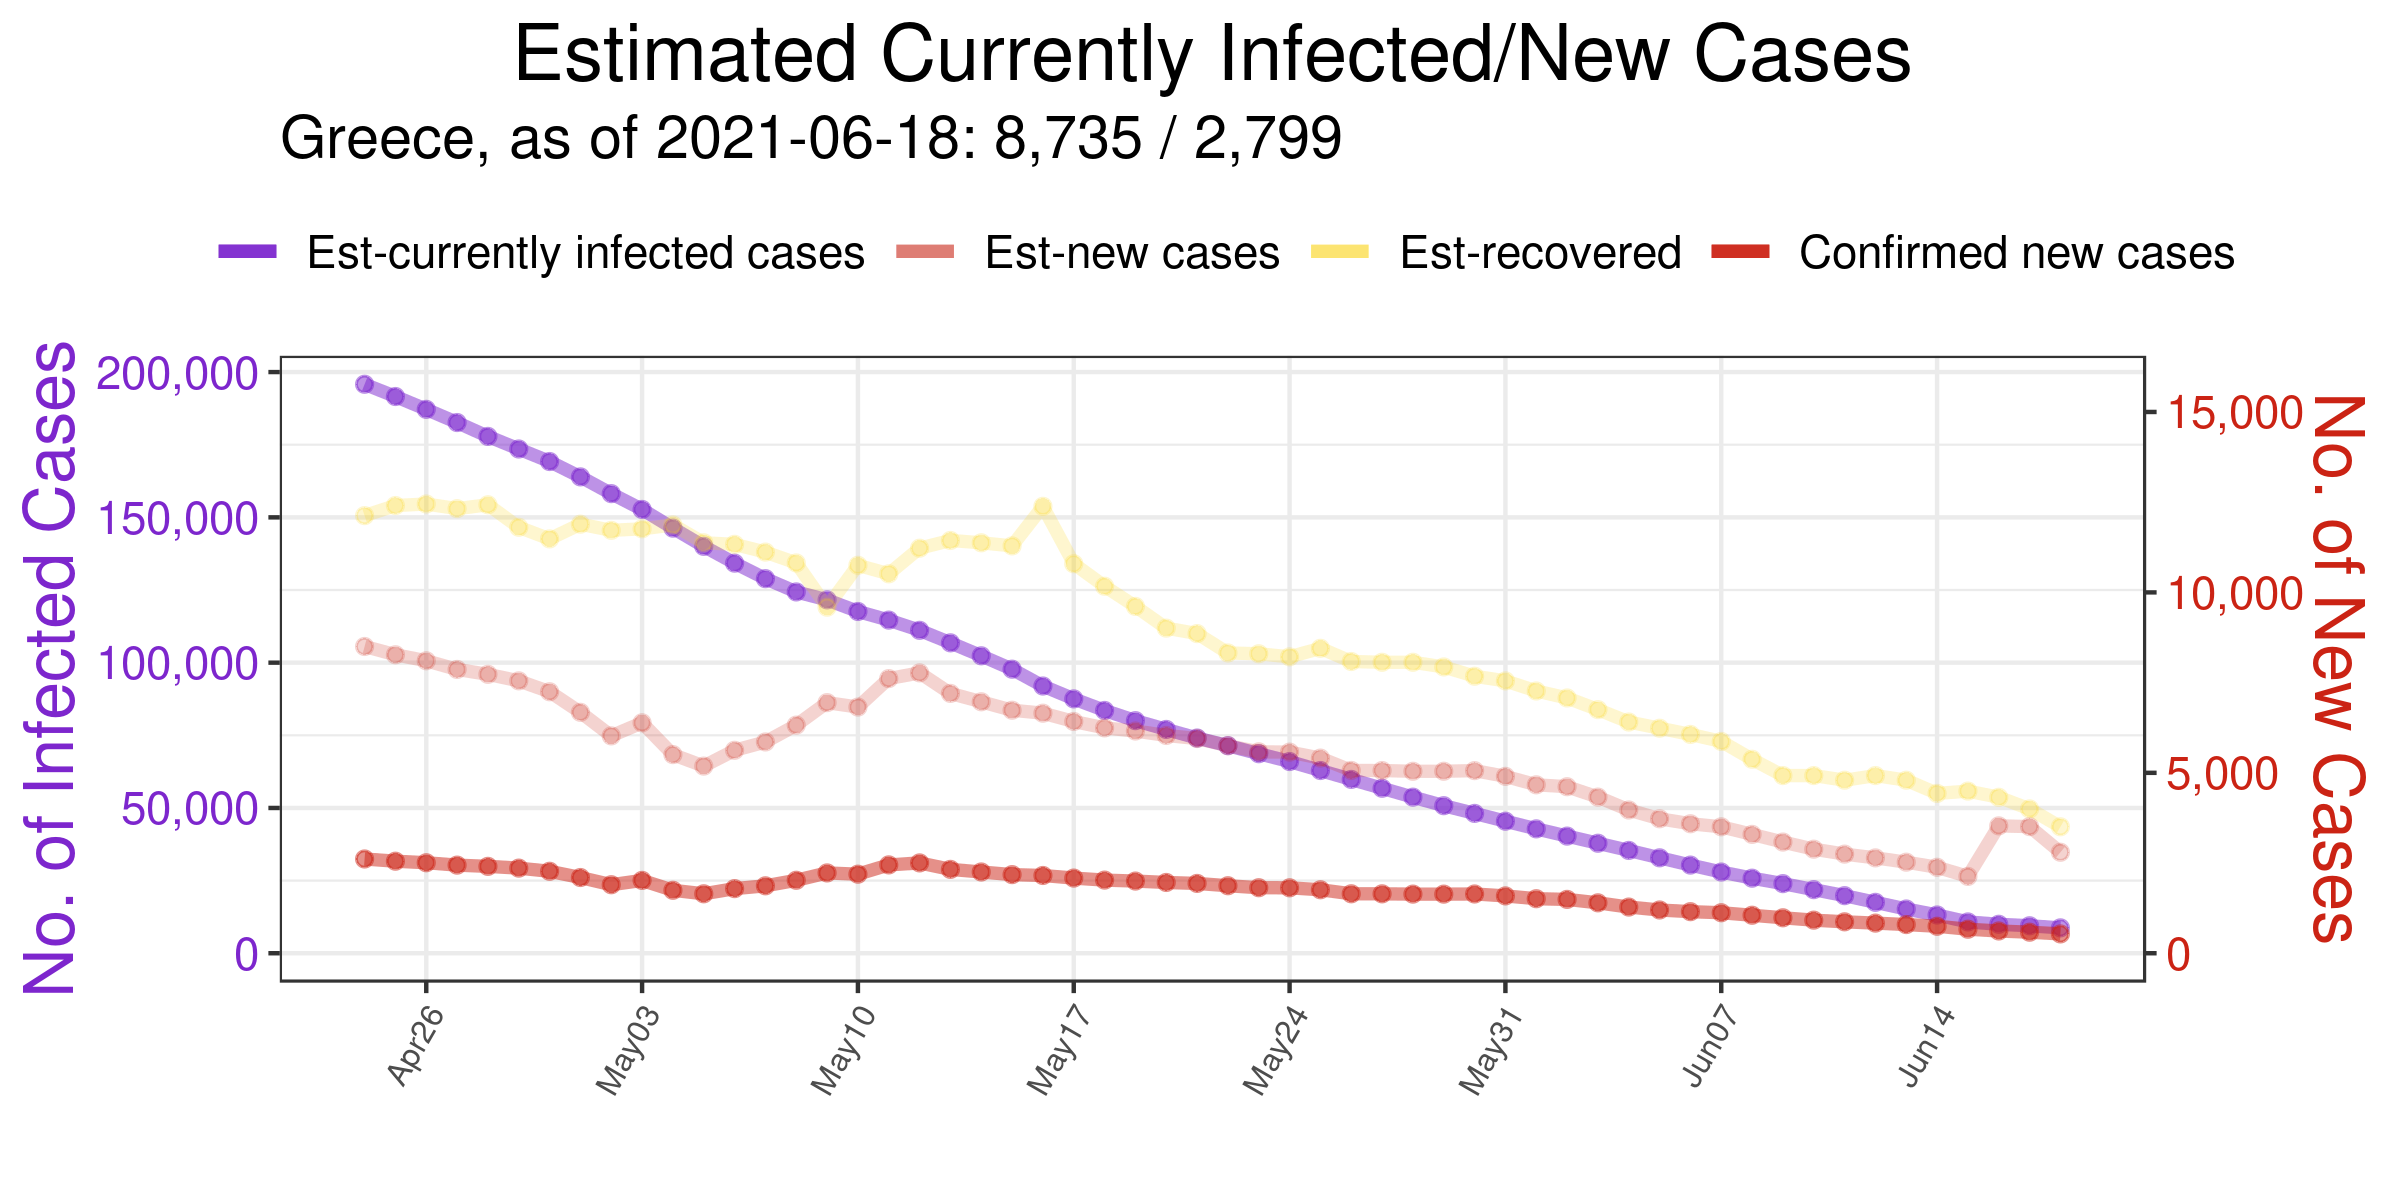 Estimated Currently Infected/New Cases
Greece, as of 2021-06-18: 8,735 / 2,799
Est-currently infected cases Est-new cases Est-recovered Confirmed new cases
No. of Infected Cases
200,000
150,000
100,000
50,000
0
15,000
10,000
5,000
0
No. of New Cases
Apr26 May03 May10 May17 May24 May31 Jun07 Jun14